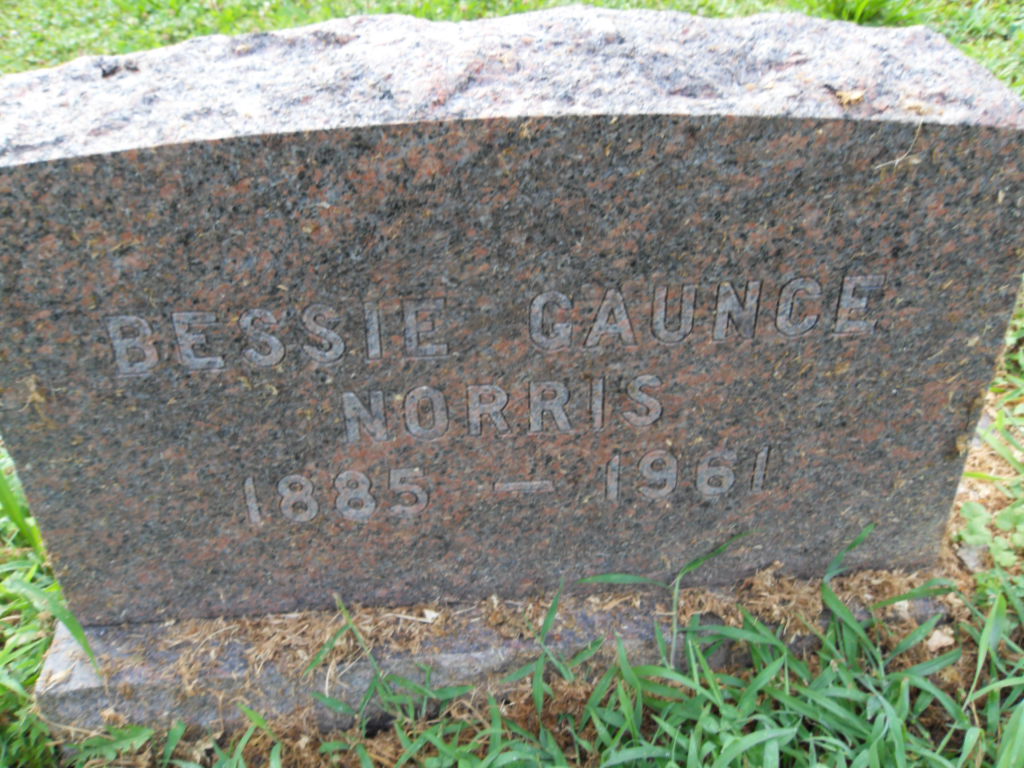 BESSIE GAUNCE
NORRIS
1885 – 1961